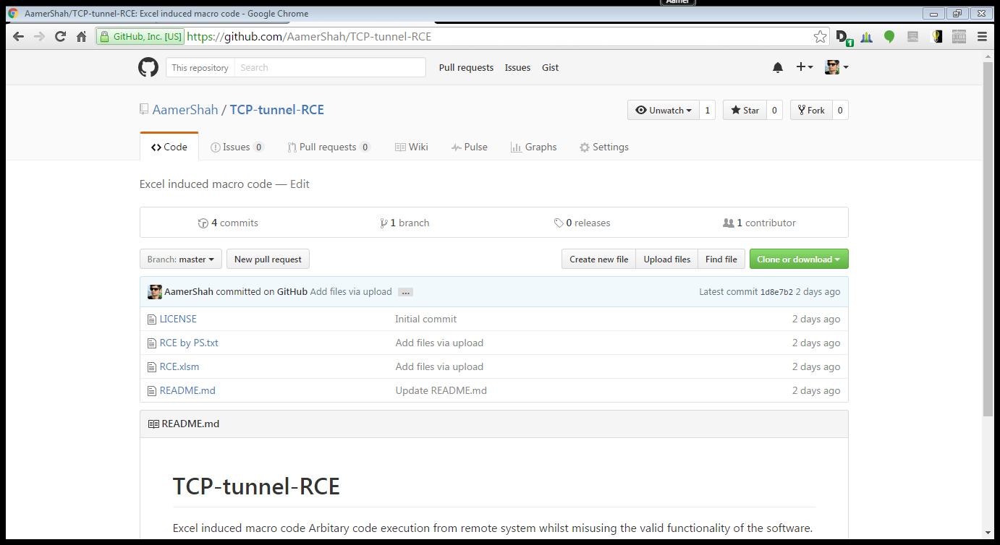 Aamer
AamerShah/TCP-tunnel-RCE: Excel induced macro code - Google Chrome
GitHub, Inc. [US] https://github.com/AamerShah/TCP-tunnel-RCE
1
This repository Search Pull requests Issues Gist
AamerShah / TCP-tunnel-RCE Unwatch 1 Star 0 Fork 0
Code Issues 0 Pull requests 0 Wiki Pulse Graphs Settings
Excel induced macro code — Edit
4 commits 1 branch 0 releases 1 contributor
Branch: master New pull request Create new file Upload files Find file Clone or download
AamerShah committed on GitHub Add files via upload ... Latest commit 1d8e7b2 2 days ago
LICENSE Initial commit 2 days ago
RCE by PS.txt Add files via upload 2 days ago
RCE.xlsm Add files via upload 2 days ago
README.md Update README.md 2 days ago
README.md
TCP-tunnel-RCE
Excel induced macro code Arbitary code execution from remote system whilst misusing the valid functionality of the software.